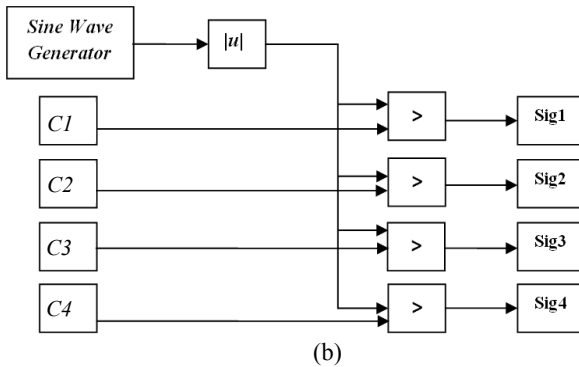 Sine Wave
Generator
|u|
C1
>
Sig1
C2
>
Sig2
C3
>
Sig3
C4
>
Sig4
(b)